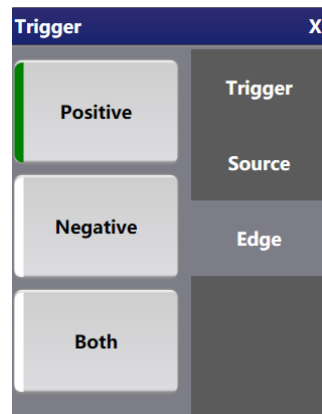 Trigger X
Positive
Negative
Both
Trigger
Source
Edge